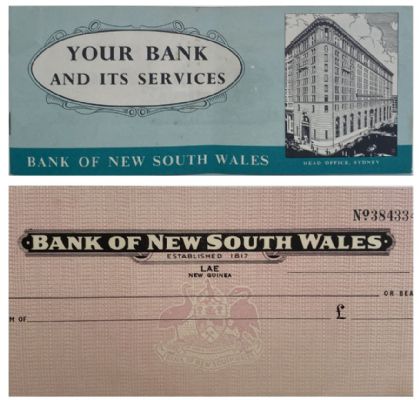 YOUR BANK
AND ITS SERVICES
BANK OF NEW SOUTH WALES
HEAD OFFICE, SYDNEY
Nº38433
BANK OF NEW SOUTH WALES
ESTABLISHED 1817
LAE
NEW GUINEA
OR BEA
M OF
£